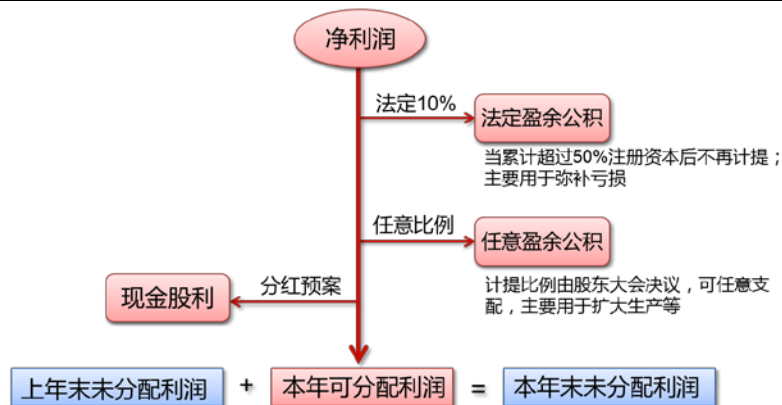 净利润
法定10%
法定盈余公积
当累计超过50%注册资本后不再计提；
主要用于弥补亏损
任意比例
任意盈余公积
计提比例由股东大会决议，可任意支
配，主要用于扩大生产等
分红预案
现金股利
上年末未分配利润 + 本年可分配利润 = 本年末未分配利润